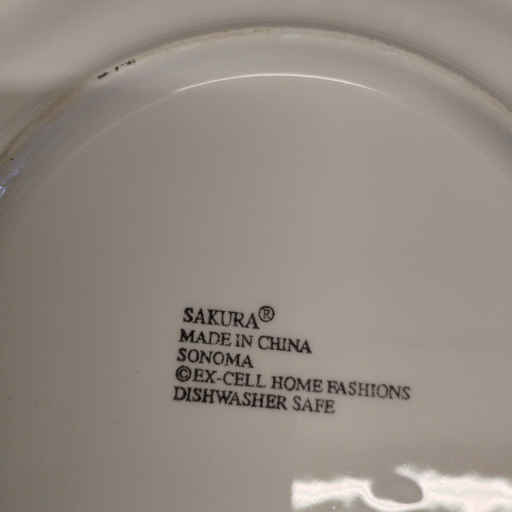 SAKURA®
MADE IN CHINA
SONOMA
©EX-CELL HOME FASHIONS
DISHWASHER SAFE